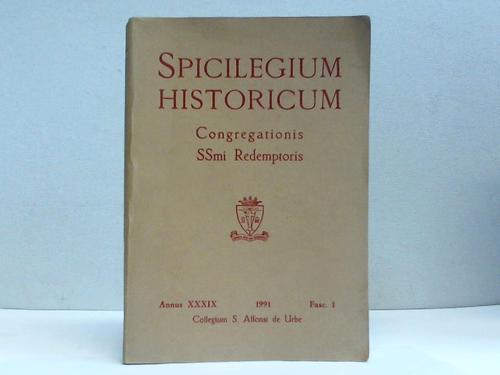 SPICILEGIUM
HISTORICUM
Congregationis
SSmi Redemptoris
Annus XXXIX 1991 Fasc. 1
Collegium S. Alfonsi de Urbe